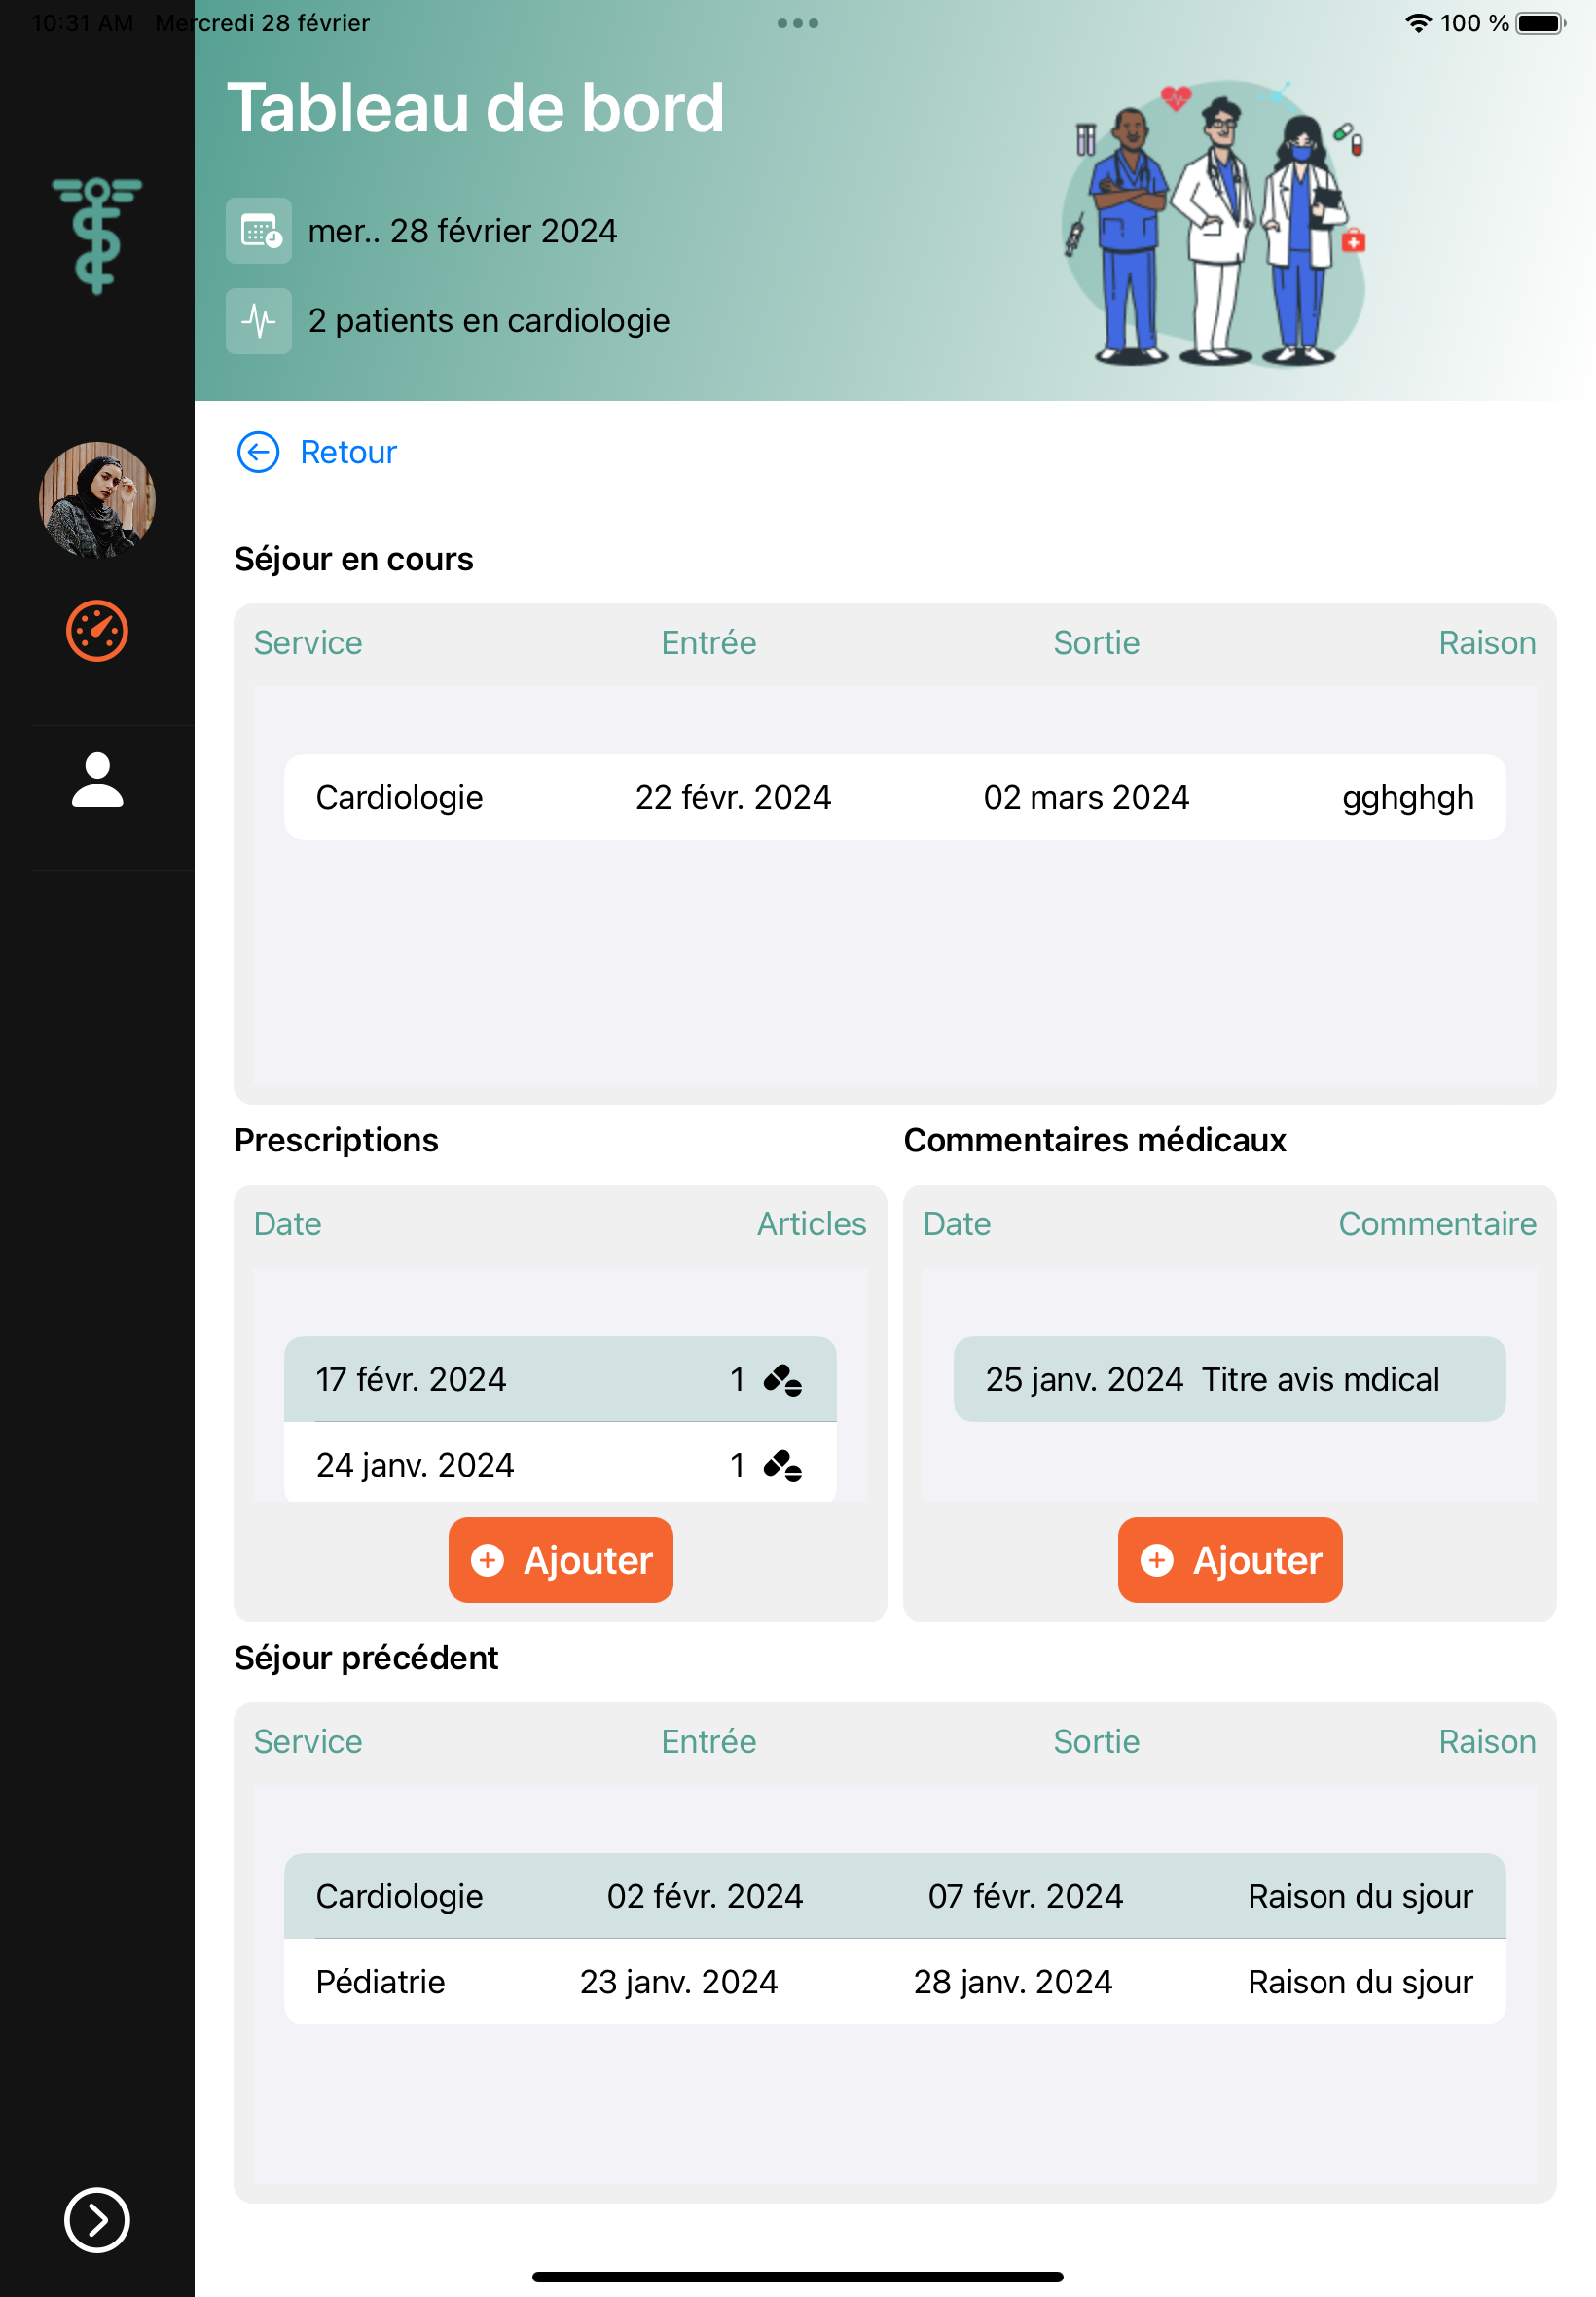 10:31 AM Mercredi 28 février
100 %
Tableau de bord
mer.. 28 février 2024
2 patients en cardiologie
Retour
Séjour en cours
Service Entrée Sortie Raison
Cardiologie 22 févr. 2024 02 mars 2024 gghghgh
Prescriptions
Date Articles
17 févr. 2024 1
24 janv. 2024 1
Ajouter
Commentaires médicaux
Date Commentaire
25 janv. 2024 Titre avis mdical
Ajouter
Séjour précédent
Service Entrée Sortie Raison
Cardiologie 02 févr. 2024 07 févr. 2024 Raison du sjour
Pédiatrie 23 janv. 2024 28 janv. 2024 Raison du sjour